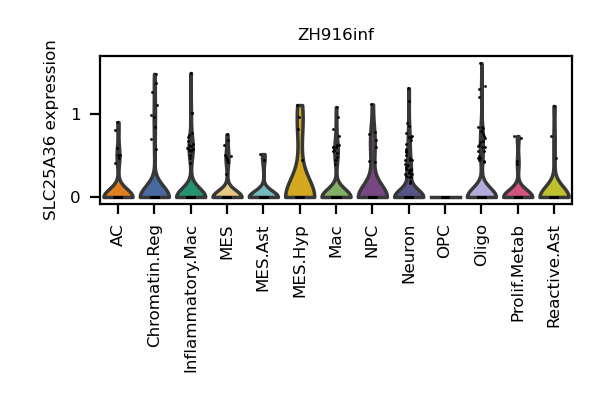 ZH916inf
SLC25A36 expression
1
0
AC
Chromatin.Reg
Inflammatory.Mac
MES
MES.Ast
MES.Hyp
Mac
NPC
Neuron
OPC
Oligo
Prolif.Metab
Reactive.Ast